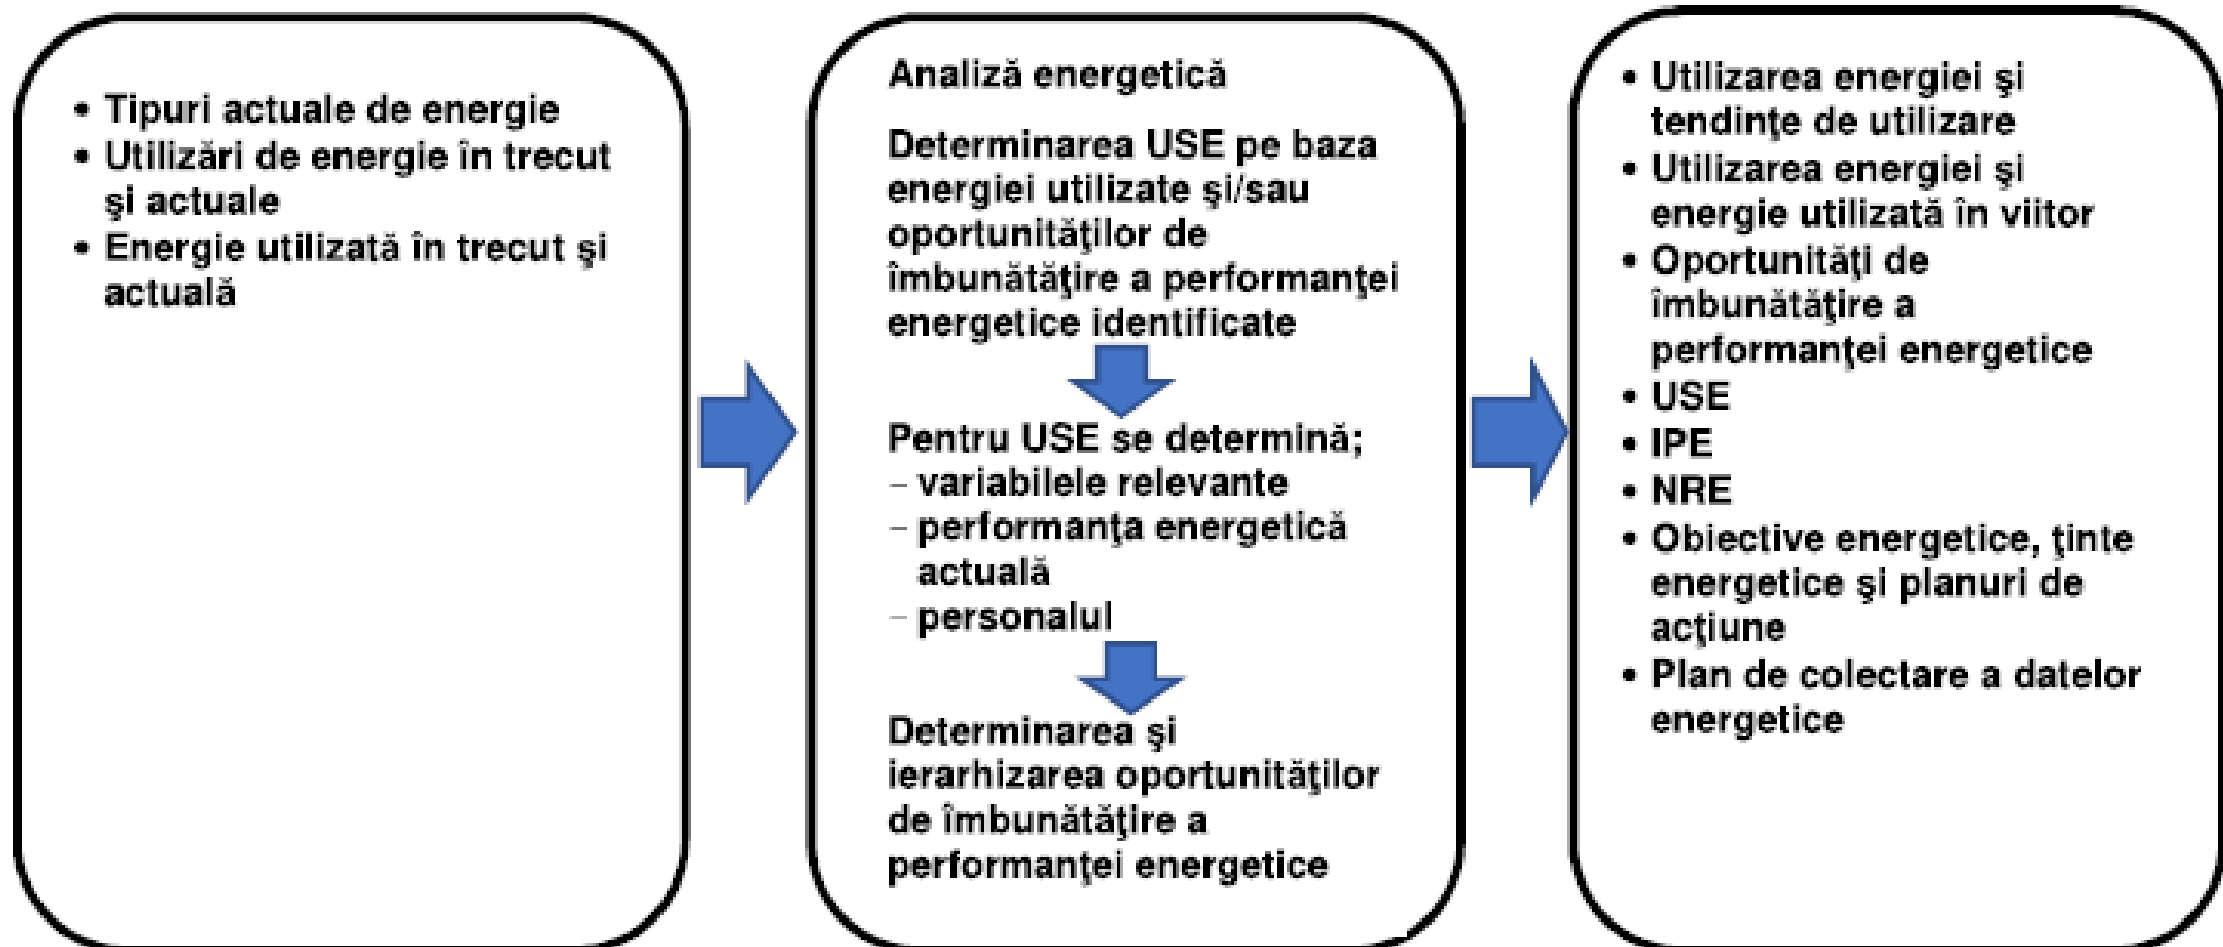 • Tipuri actuale de energie
• Utilizări de energie în trecut
şi actuale
• Energie utilizată în trecut şi
actuală
Analiză energetică
Determinarea USE pe baza
energiei utilizate şi/sau
oportunităţilor de
îmbunătăţire a performanţei
energetice identificate
Pentru USE se determină;
– variabilele relevante
– performanţa energetică
actuală
– personalul
Determinarea şi
ierarhizarea oportunităţilor
de îmbunătăţire a
performanţei energetice
• Utilizarea energiei şi
tendinţe de utilizare
• Utilizarea energiei şi
energie utilizată în viitor
• Oportunităţi de
îmbunătăţire a
performanţei energetice
• USE
• IPE
• NRE
• Obiective energetice, ţinte
energetice şi planuri de
acţiune
• Plan de colectare a datelor
energetice